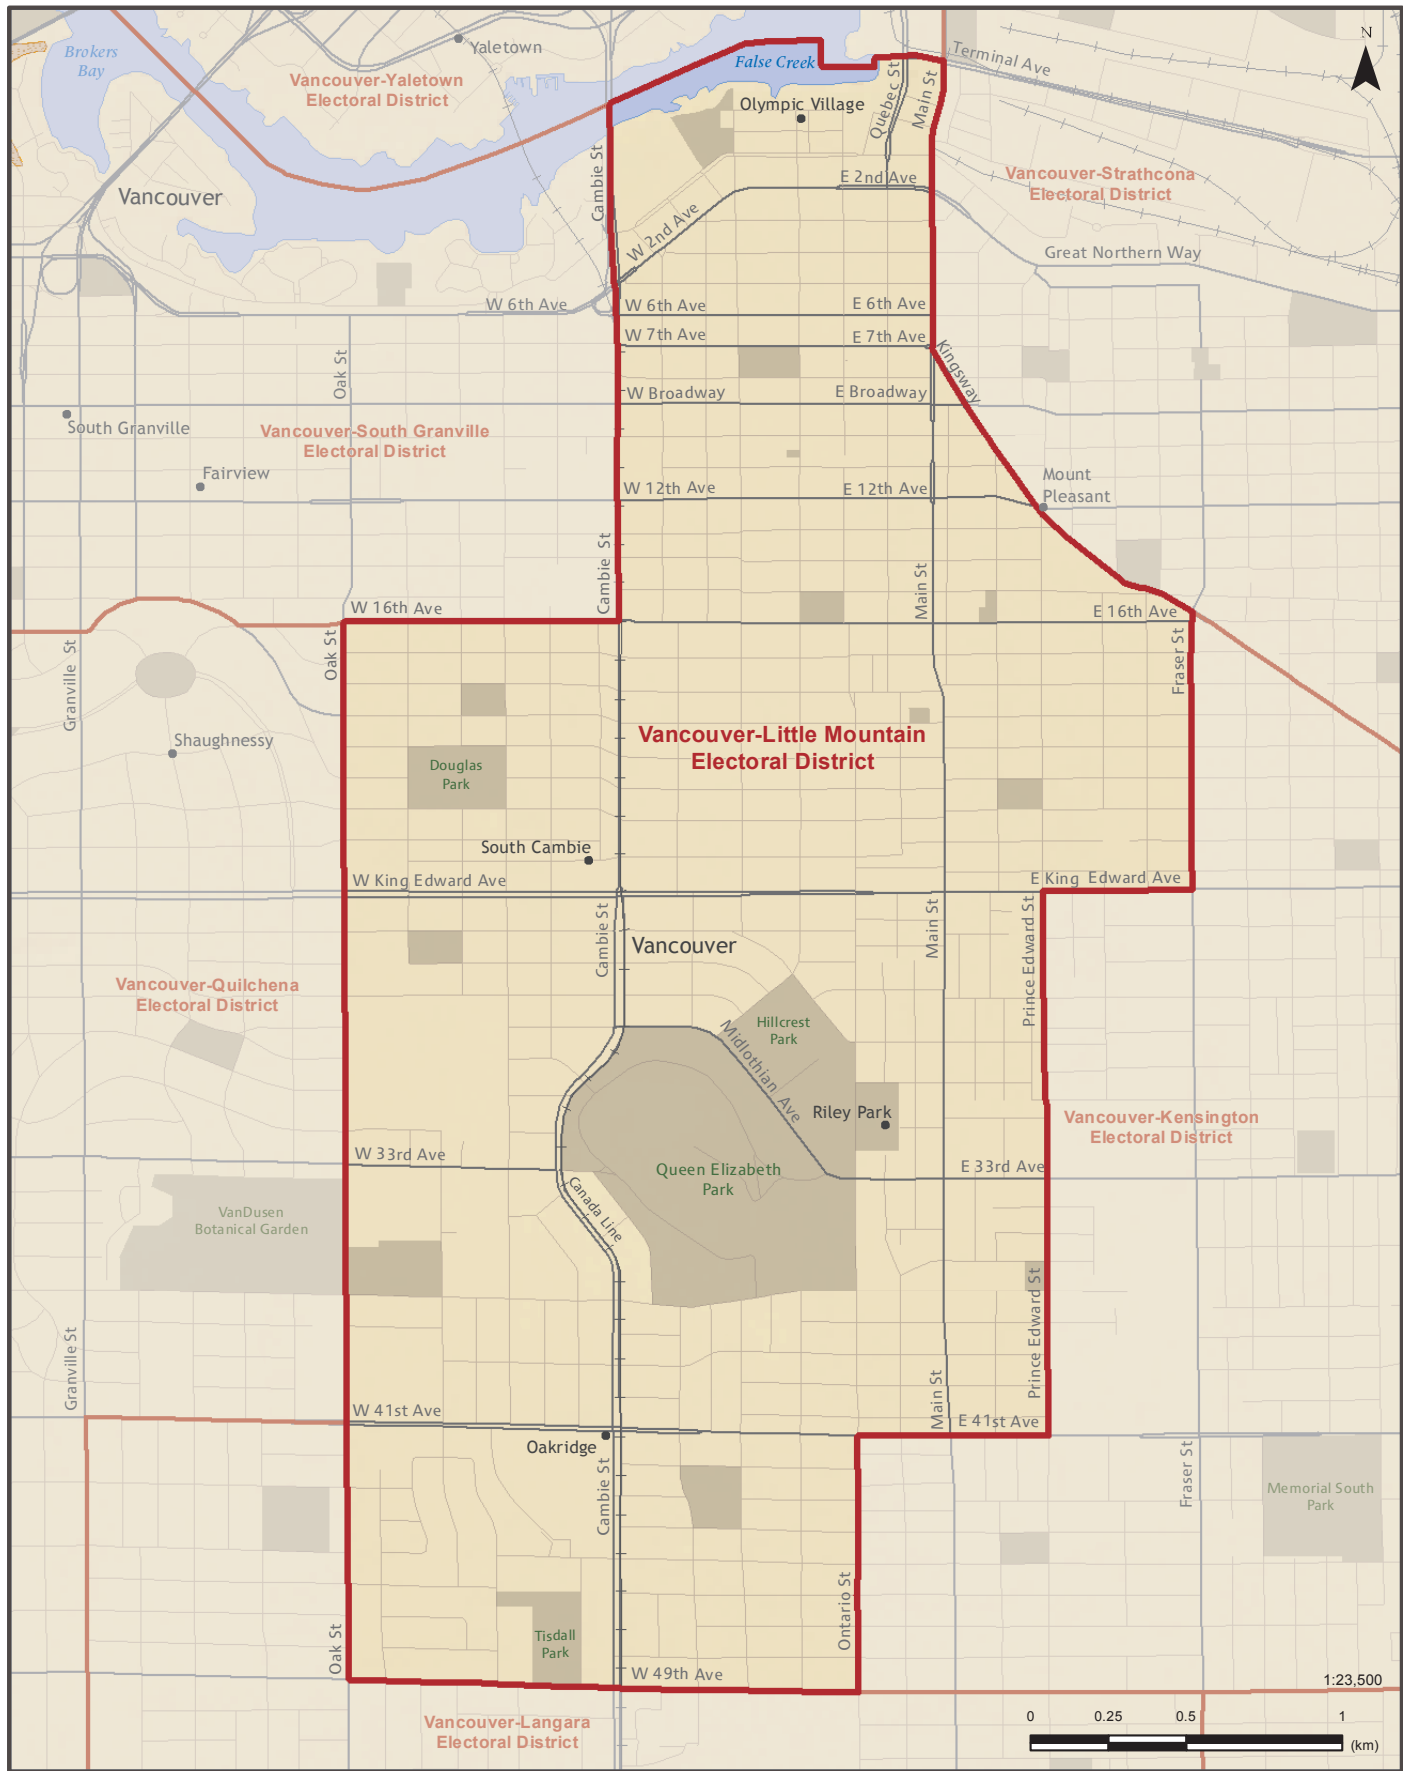 Brokers
Bay
Yaletown
Vancouver-Yaletown
Electoral District
False Creek
Terminal Ave
N
Olympic Village
Quebec St
Main St
Vancouver
Cambie St
E 2nd Ave
W 2nd Ave
Vancouver-Strathcona
Electoral District
Great Northern Way
W 6th Ave
W 6th Ave
E 6th Ave
W 7th Ave
E 7th Ave
Kingsway
Oak St
W Broadway
E Broadway
South Granville
Vancouver-South Granville
Electoral District
Fairview
W 12th Ave
E 12th Ave
Mount
Pleasant
Cambie St
Main St
W 16th Ave
E 16th Ave
Granville St
Oak St
Fraser St
Shaughnessy
Vancouver-Little Mountain
Electoral District
Douglas
Park
South Cambie
W King Edward Ave
E King Edward Ave
Cambie St
Main St
Prince Edward St
Vancouver
Vancouver-Quilchena
Electoral District
Hillcrest
Park
Midlothian Ave
Riley Park
Vancouver-Kensington
Electoral District
W 33rd Ave
E 33rd Ave
Queen Elizabeth
Park
Canada Line
VanDusen
Botanical Garden
Prince Edward St
Granville St
Main St
W 41st Ave
E 41st Ave
Oakridge
Cambie St
Fraser St
Memorial South
Park
Ontario St
Oak St
Tisdall
Park
W 49th Ave
1:23,500
Vancouver-Langara
Electoral District
0 0.25 0.5 1
(km)